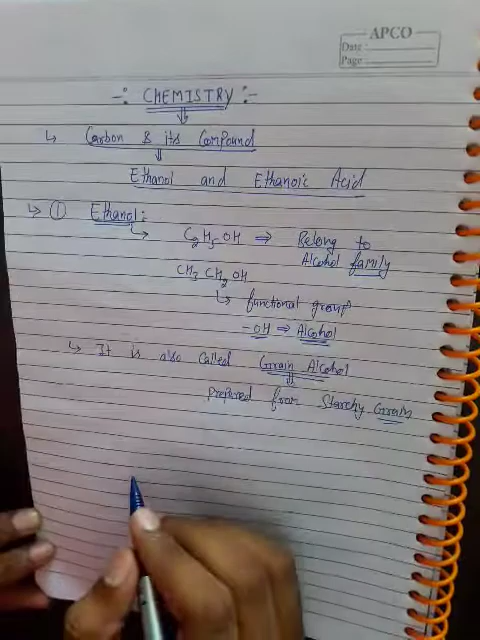 APCO
Date :
Page :
-: CHEMISTRY :-
↳ Carbon & its Compound
Ethanol and Ethanoic Acid
↳ ① Ethanol :
↳ C₂H₅OH ⇒ Belong to
Alcohol family
CH₃ CH₂ OH
↳ functional group
-OH ⇒ Alcohol
↳ It is also called Grain Alcohol
Prepared from Starchy Grain